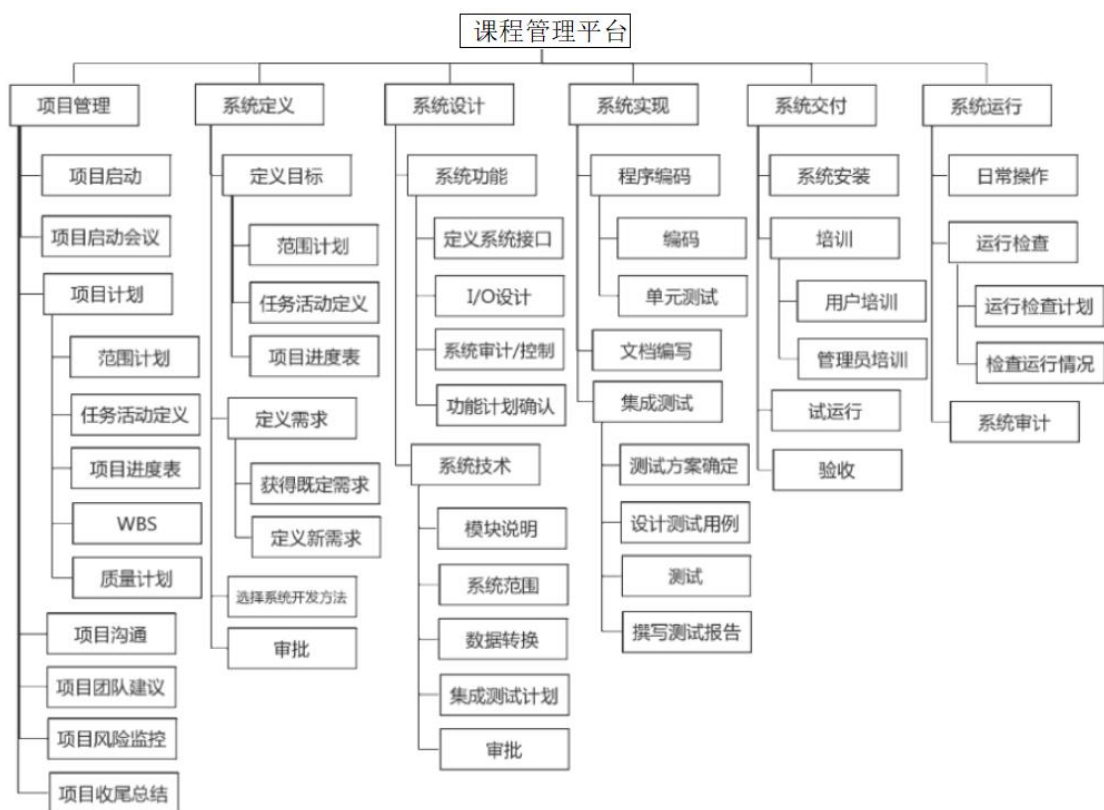 课程管理平台
项目管理
项目启动
项目启动会议
项目计划
范围计划
任务活动定义
项目进度表
WBS
质量计划
项目沟通
项目团队建议
项目风险监控
项目收尾总结
系统定义
定义目标
范围计划
任务活动定义
项目进度表
定义需求
获得既定需求
定义新需求
选择系统开发方法
审批
系统设计
系统功能
定义系统接口
I/O设计
系统审计/控制
功能计划确认
系统技术
模块说明
系统范围
数据转换
集成测试计划
审批
系统实现
程序编码
编码
单元测试
文档编写
集成测试
测试方案确定
设计测试用例
测试
撰写测试报告
系统交付
系统安装
培训
用户培训
管理员培训
试运行
验收
系统运行
日常操作
运行检查
运行检查计划
检查运行情况
系统审计